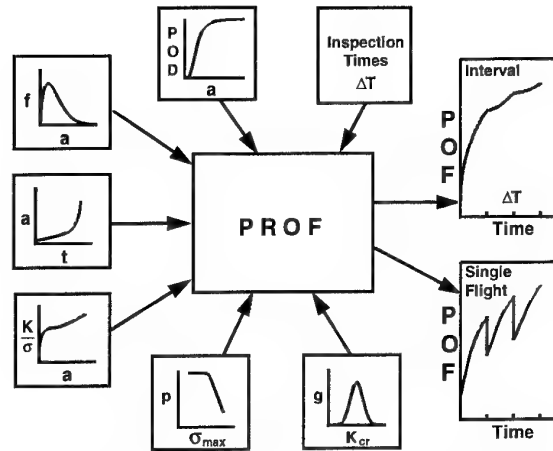 P
O
D
a
Inspection
Times
ΔT
f
a
Interval
P
O
F
ΔT
Time
a
t
PROF
K
σ
a
Single
Flight
P
O
F
Time
p
σmax
g
Kcr